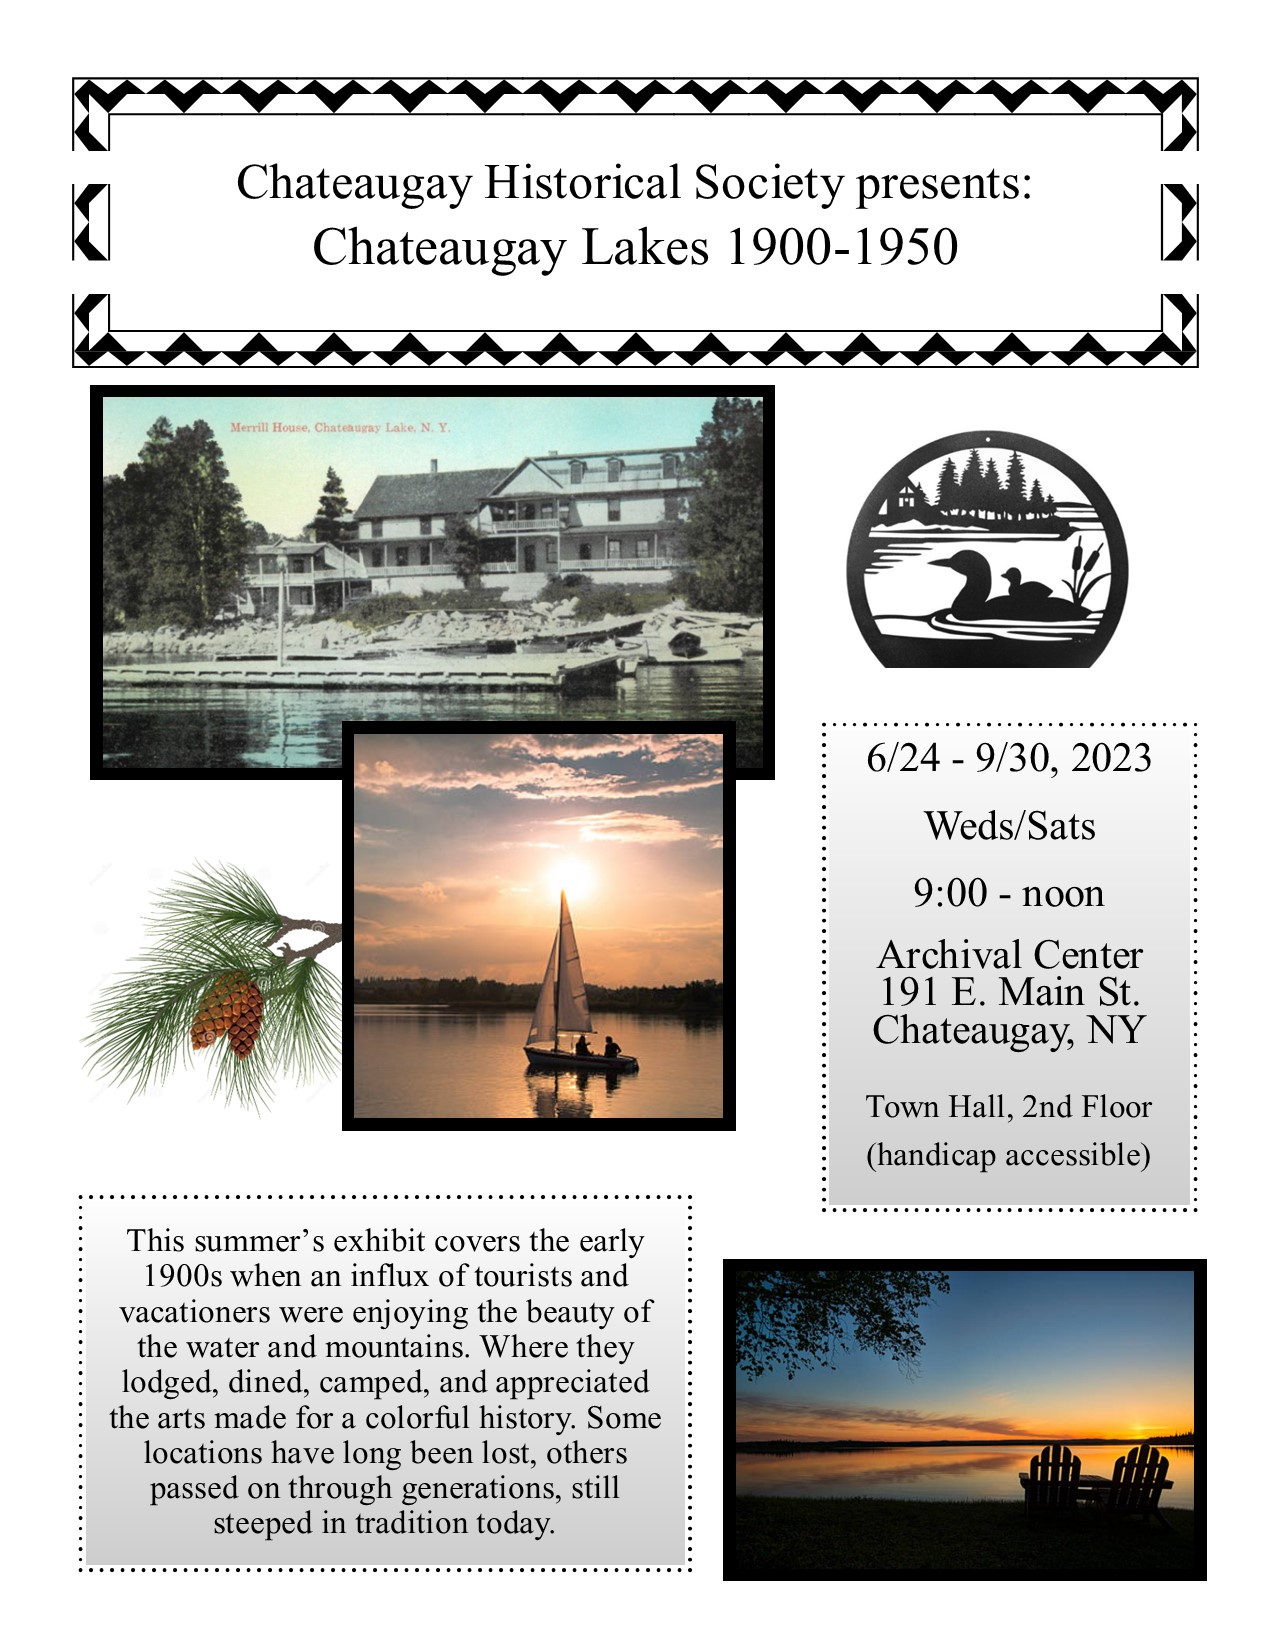 Chateaugay Historical Society presents:
Chateaugay Lakes 1900-1950
Merrill House, Chateaugay Lake, N. Y.
6/24 - 9/30, 2023
Weds/Sats
9:00 - noon
Archival Center
191 E. Main St.
Chateaugay, NY
Town Hall, 2nd Floor
(handicap accessible)
This summer’s exhibit covers the early
1900s when an influx of tourists and
vacationers were enjoying the beauty of
the water and mountains. Where they
lodged, dined, camped, and appreciated
the arts made for a colorful history. Some
locations have long been lost, others
passed on through generations, still
steeped in tradition today.